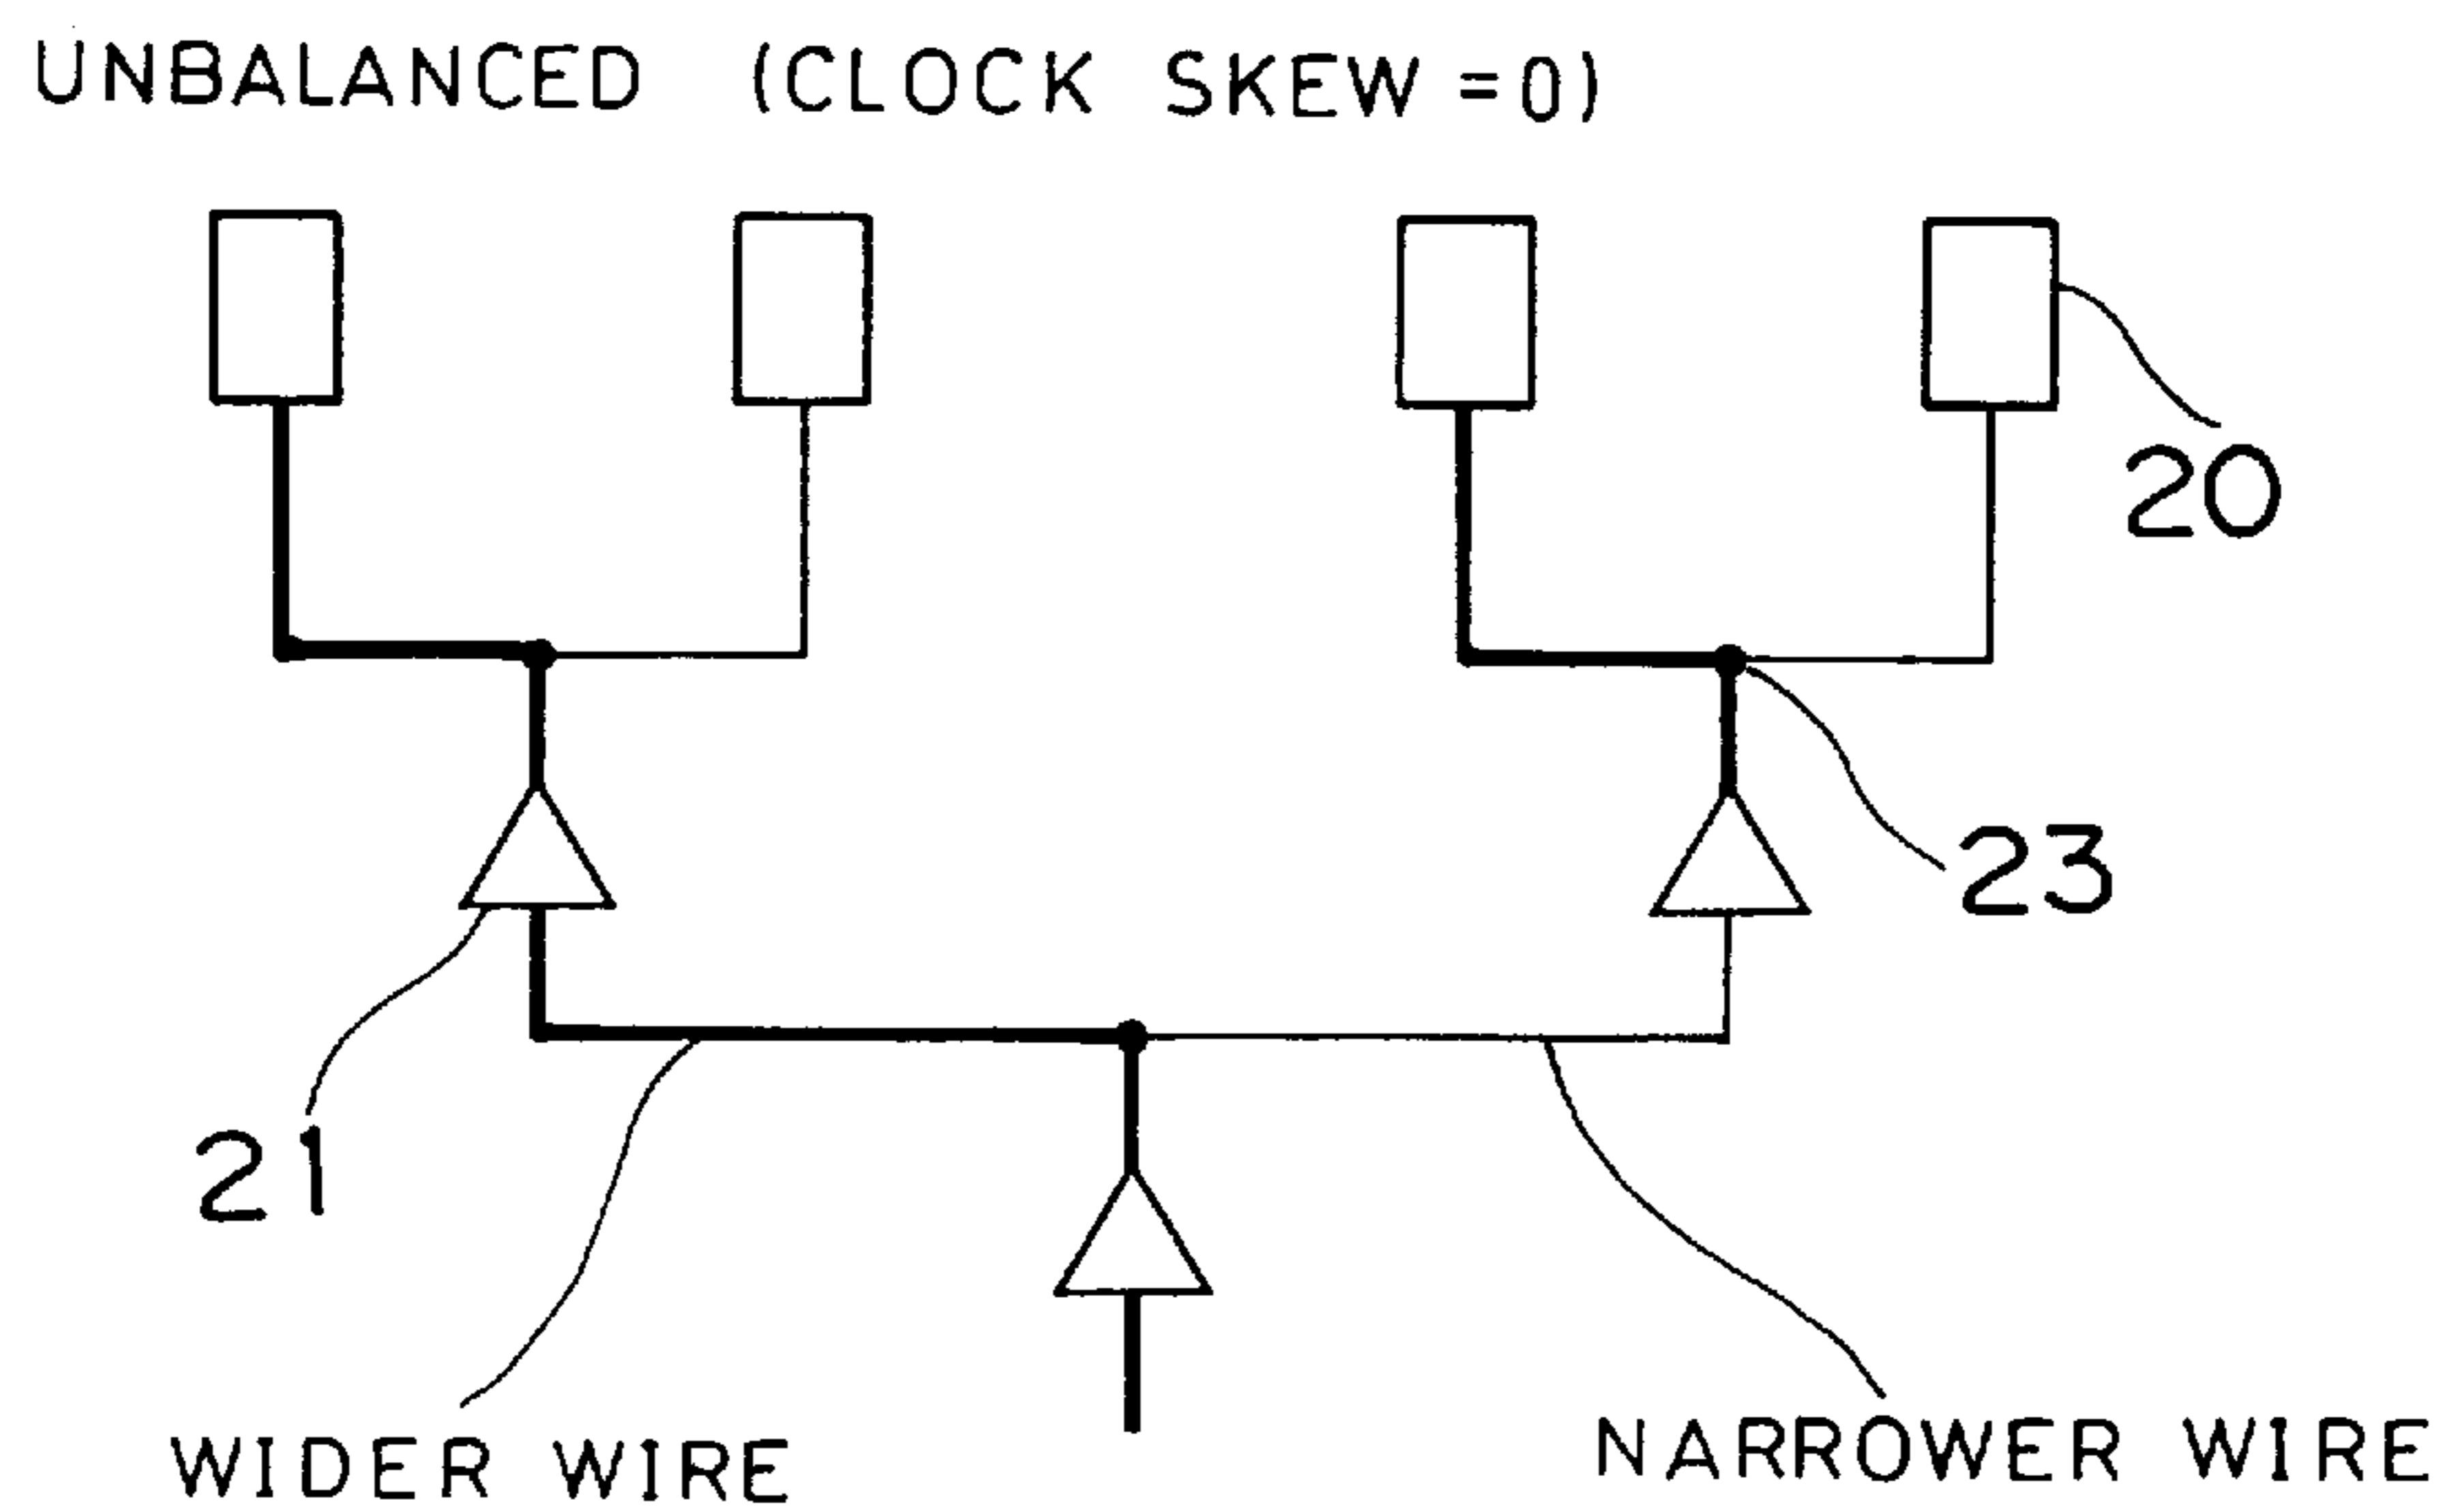 UNBALANCED (CLOCK SKEW = 0)
20
23
21
WIDER WIRE
NARROWER WIRE